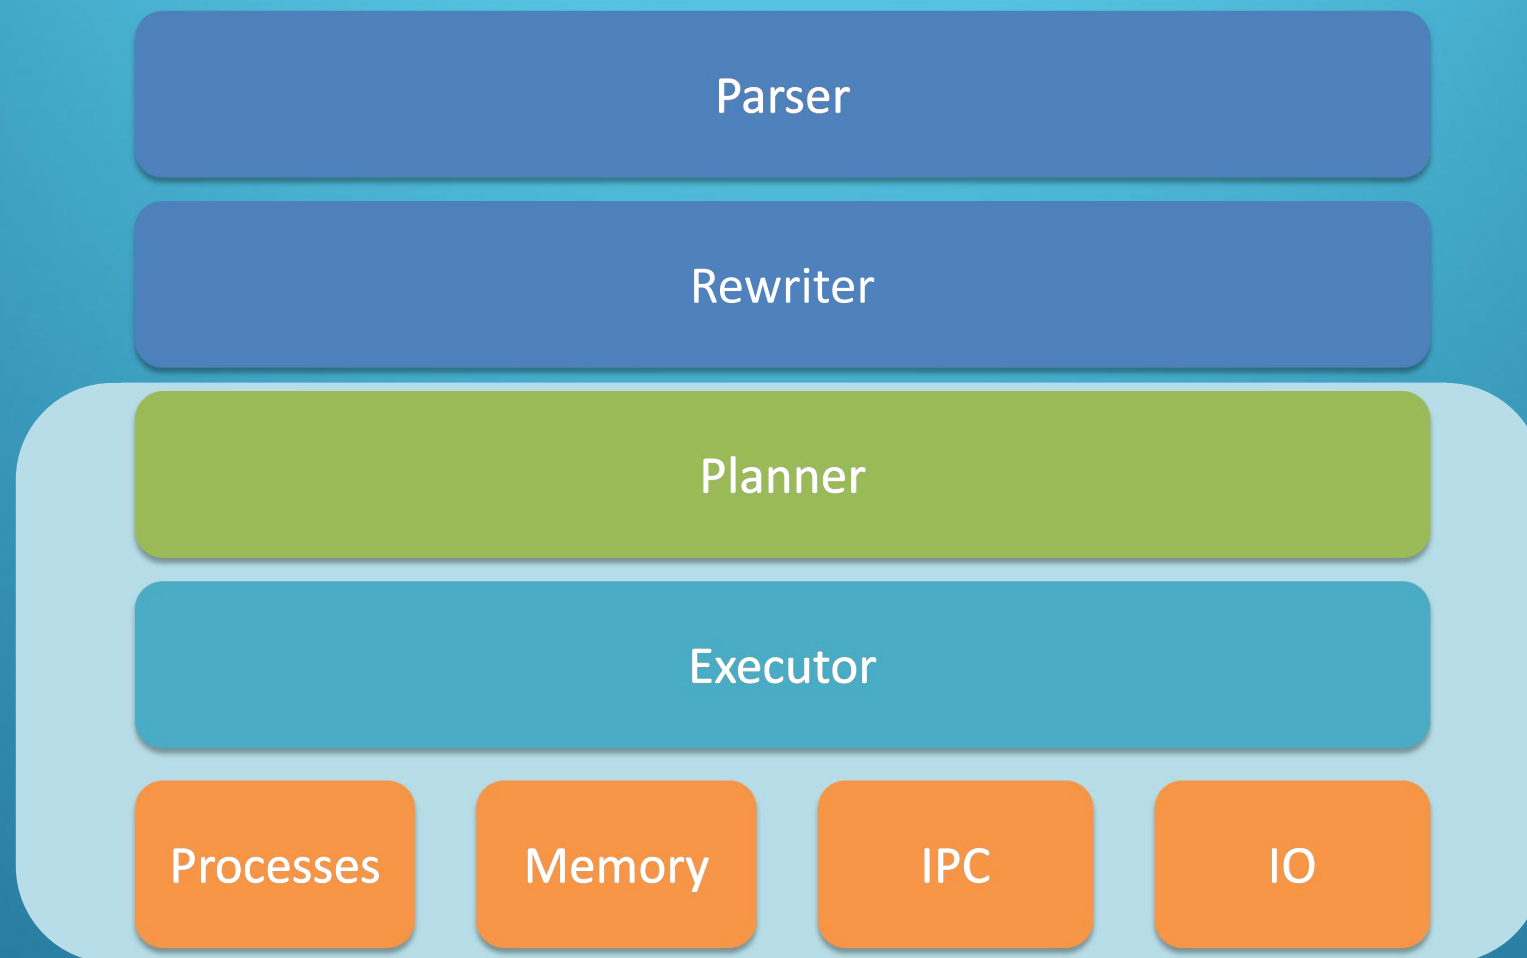 Parser
Rewriter
Planner
Executor
Processes
Memory
IPC
IO